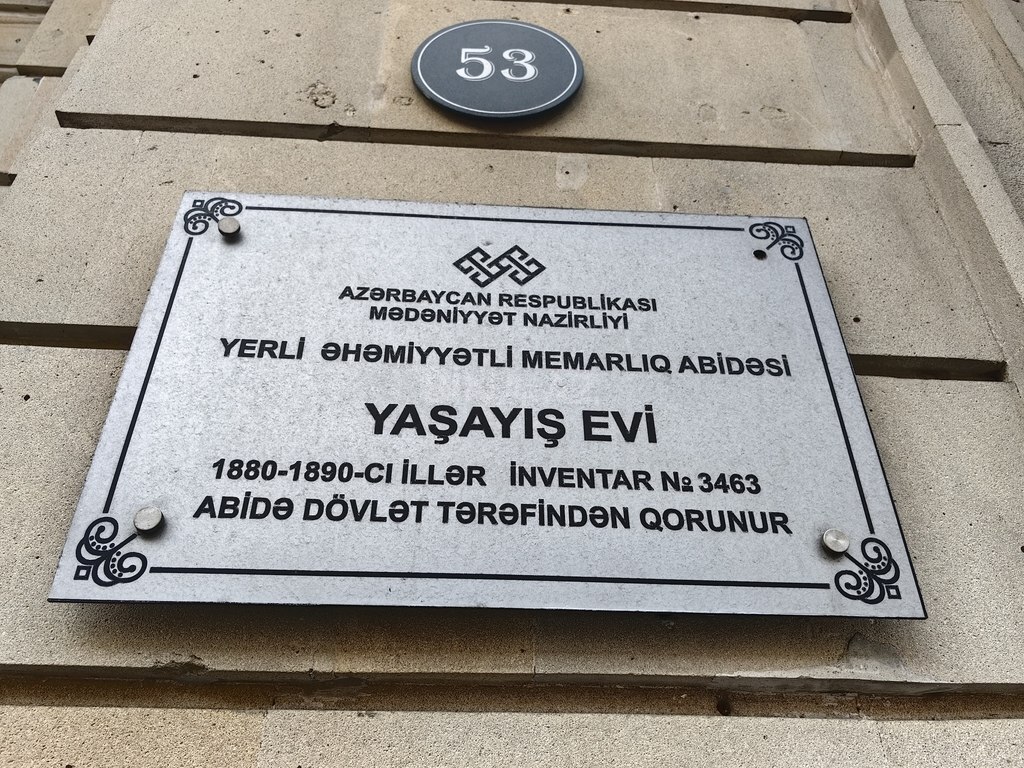 53
AZƏRBAYCAN RESPUBLİKASI
MƏDƏNİYYƏT NAZİRLİYİ
YERLİ ƏHƏMİYYƏTLİ MEMARLIQ ABİDƏSİ
YAŞAYIŞ EVİ
1880-1890-CI İLLƏR İNVENTAR № 3463
ABİDƏ DÖVLƏT TƏRƏFİNDƏN QORUNUR